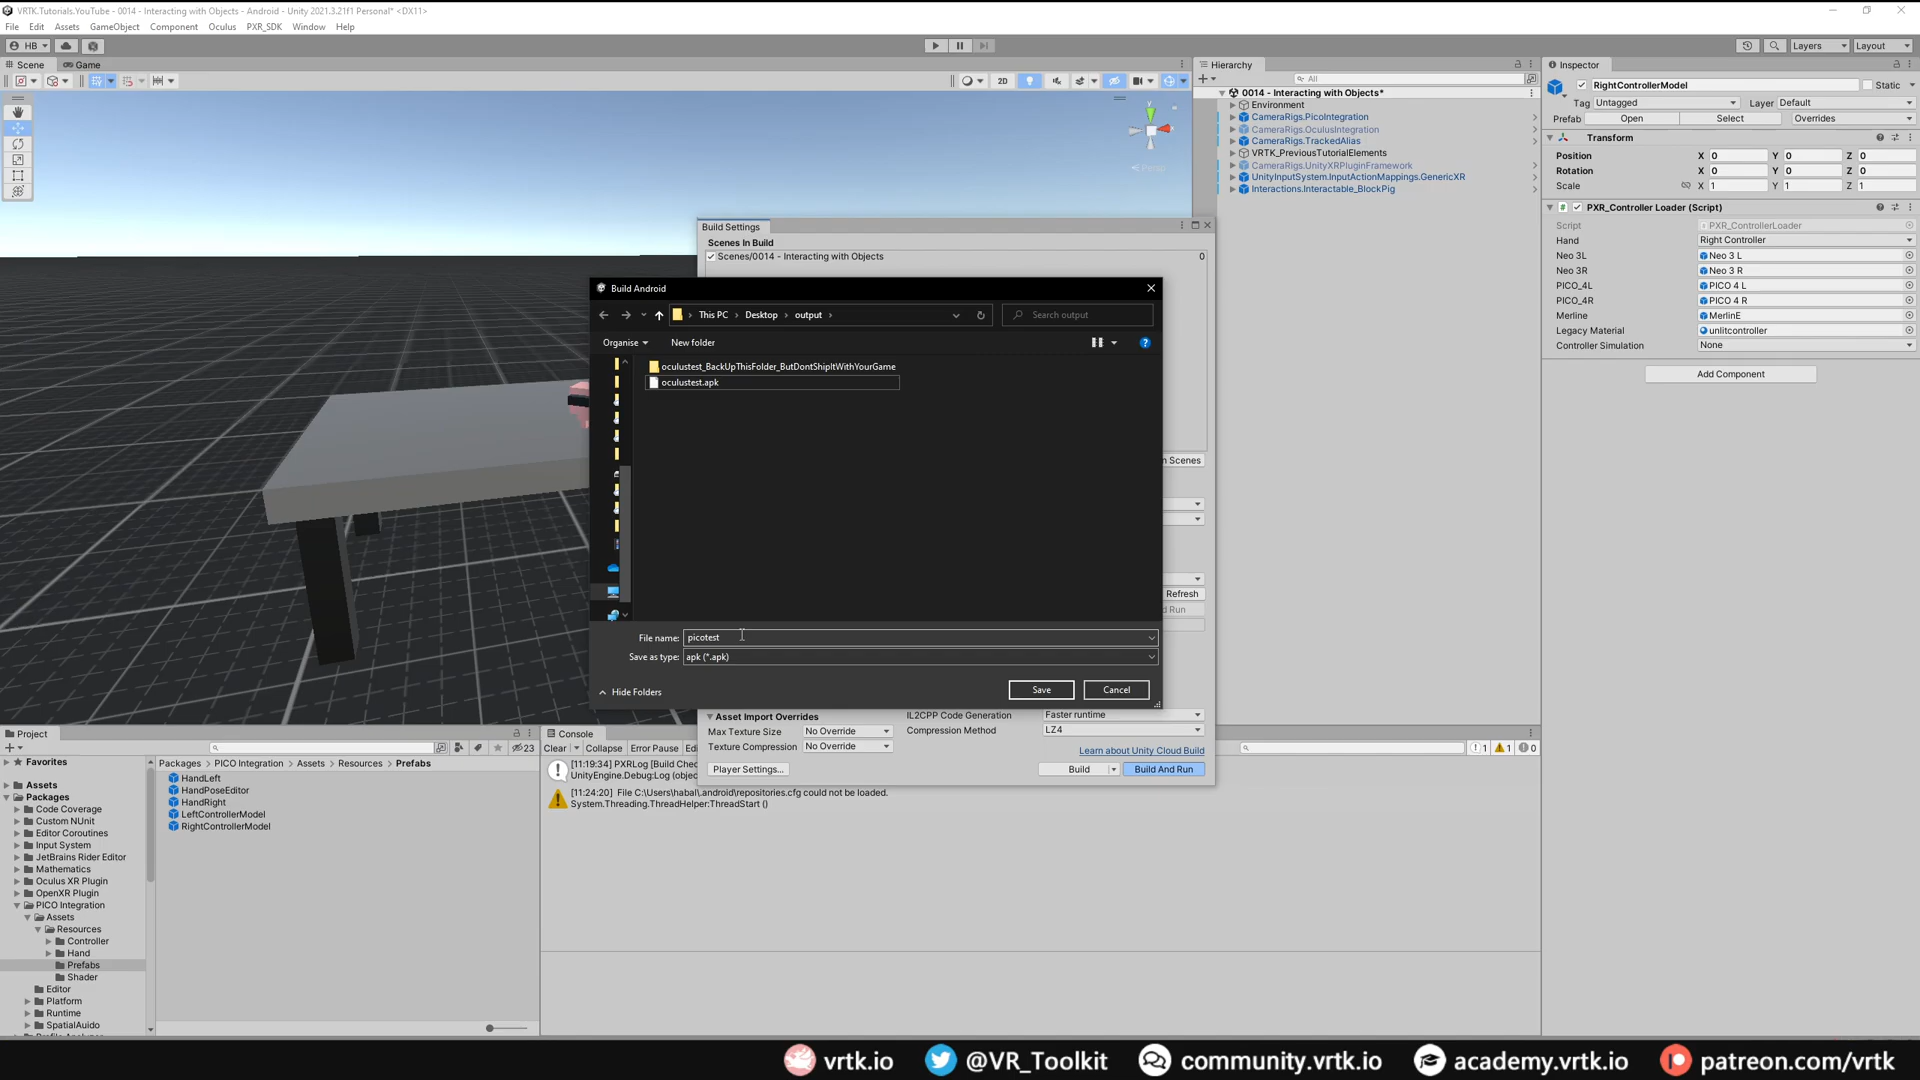 VRTK.Tutorials.YouTube - 0014 - Interacting with Objects - Android - Unity 2021.3.21f1 Personal* <DX11>
File Edit Assets GameObject Component Oculus PXR_SDK Window Help
HB Layers Layout
Scene Game
2D
Persp
y
Hierarchy
All
0014 - Interacting with Objects*
Environment
CameraRigs.PicoIntegration
CameraRigs.OculusIntegration
CameraRigs.TrackedAlias
VRTK_PreviousTutorialElements
CameraRigs.UnityXRPluginFramework
UnityInputSystem.InputActionMappings.GenericXR
Interactions.Interactable_BlockPig
Inspector
RightControllerModel Static
Tag Untagged Layer Default
Prefab Open Select Overrides
Transform
Position X 0 Y 0 Z 0
Rotation X 0 Y 0 Z 0
Scale X 1 Y 1 Z 1
PXR_Controller Loader (Script)
Script PXR_ControllerLoader
Hand Right Controller
Neo 3L Neo 3 L
Neo 3R Neo 3 R
PICO_4L PICO 4 L
PICO_4R PICO 4 R
Merline MerlinE
Legacy Material unlitcontroller
Controller Simulation None
Add Component
Build Settings
Scenes In Build
Scenes/0014 - Interacting with Objects 0
Build Android
This PC Desktop output
Search output
Organise New folder
oculustest_BackUpThisFolder_ButDontShipItWithYourGame
oculustest.apk
File name: picotest
Save as type: apk (*.apk)
Hide Folders Save Cancel
n Scenes
Refresh
d Run
Asset Import Overrides
Max Texture Size No Override
Texture Compression No Override
IL2CPP Code Generation Faster runtime
Compression Method LZ4
Learn about Unity Cloud Build
Player Settings... Build Build And Run
Project
23
Favorites
Assets
Packages
Code Coverage
Custom NUnit
Editor Coroutines
Input System
JetBrains Rider Editor
Mathematics
Oculus XR Plugin
OpenXR Plugin
PICO Integration
Assets
Resources
Controller
Hand
Prefabs
Shader
Editor
Platform
Runtime
SpatialAuido
Packages > PICO Integration > Assets > Resources > Prefabs
HandLeft
HandPoseEditor
HandRight
LeftControllerModel
RightControllerModel
Console
Clear Collapse Error Pause Edi
1 1 0
[11:19:34] PXRLog [Build Chec
UnityEngine.Debug:Log (objec
[11:24:20] File C:\Users\habal\.android\repositories.cfg could not be loaded.
System.Threading.ThreadHelper:ThreadStart ()
vrtk.io @VR_Toolkit community.vrtk.io academy.vrtk.io patreon.com/vrtk